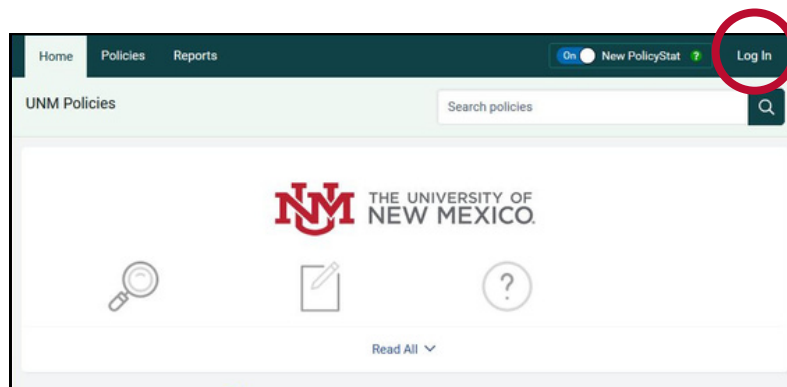 Home Policies Reports On New PolicyStat ? Log In
UNM Policies Search policies
UNM THE UNIVERSITY OF
NEW MEXICO.
?
Read All